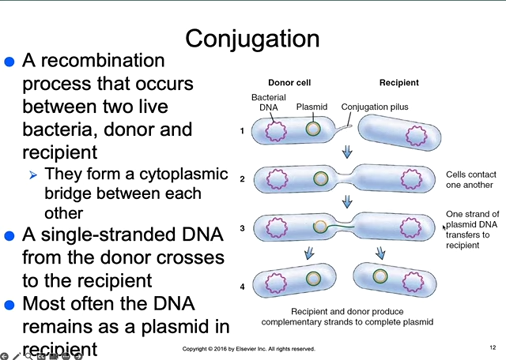 Conjugation
A recombination
process that occurs
between two live
bacteria, donor and
recipient
They form a cytoplasmic
bridge between each
other
A single-stranded DNA
from the donor crosses
to the recipient
Most often the DNA
remains as a plasmid in
recipient
Donor cell Recipient
Bacterial
DNA Plasmid Conjugation pilus
1
2
Cells contact
one another
3
One strand of
plasmid DNA
transfers to
recipient
4
Recipient and donor produce
complementary strands to complete plasmid
Copyright © 2016 by Elsevier Inc. All rights reserved.
12